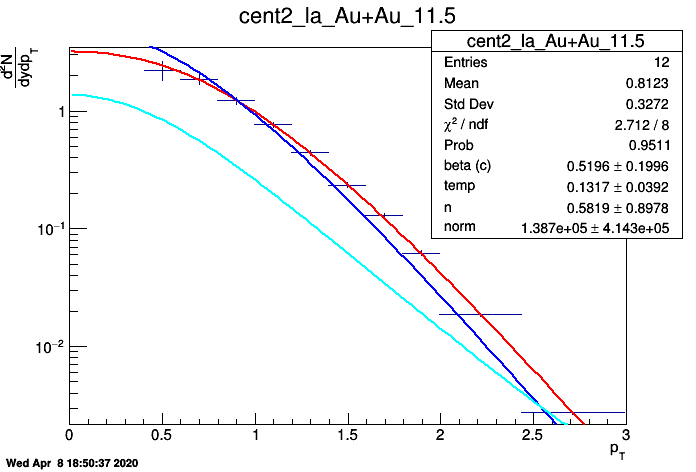 cent2_la_Au+Au_11.5
d²N
dydp_T
cent2_la_Au+Au_11.5
Entries 12
Mean 0.8123
Std Dev 0.3272
χ² / ndf 2.712 / 8
Prob 0.9511
beta (c) 0.5196 ± 0.1996
temp 0.1317 ± 0.0392
n 0.5819 ± 0.8978
norm 1.387e+05 ± 4.143e+05
1
10⁻¹
10⁻²
0 0.5 1 1.5 2 2.5 3
p_T
Wed Apr 8 18:50:37 2020